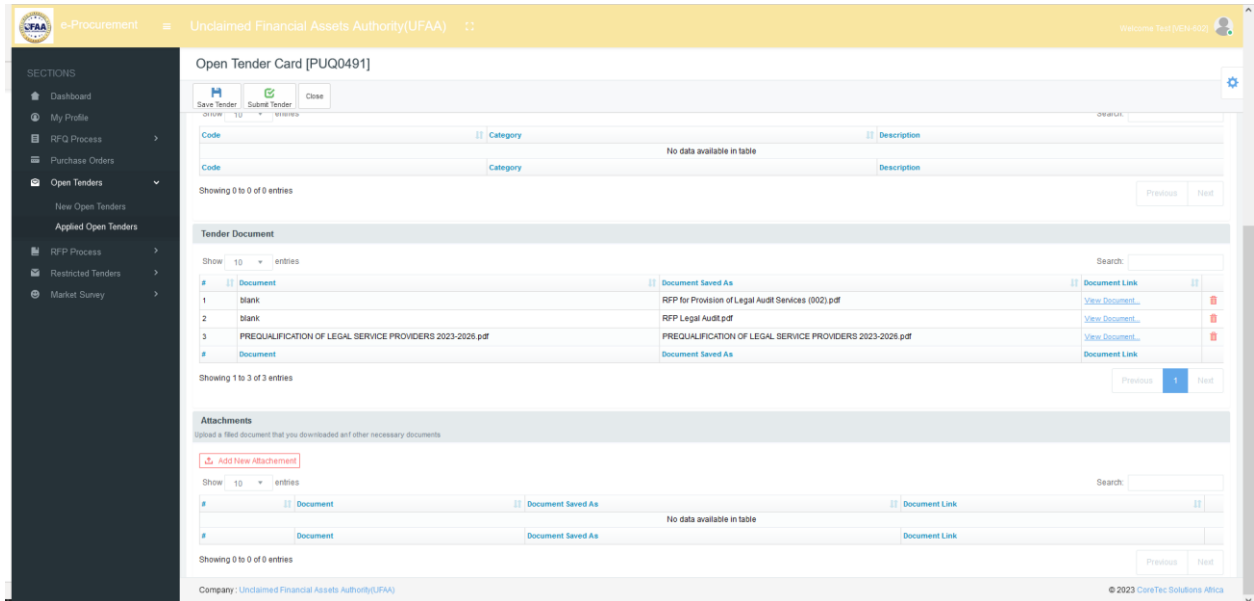 UFAA
e-Procurement
Unclaimed Financial Assets Authority(UFAA)
Welcome Test [VEN-502]
SECTIONS
Dashboard
My Profile
RFQ Process
Purchase Orders
Open Tenders
New Open Tenders
Applied Open Tenders
RFP Process
Restricted Tenders
Market Survey
Open Tender Card [PUQ0491]
Save Tender Submit Tender Close
Show 10 entries Search:
Code Category Description
No data available in table
Code Category Description
Showing 0 to 0 of 0 entries
Previous Next
Tender Document
Show 10 entries Search:
# Document Document Saved As Document Link
1 blank RFP for Provision of Legal Audit Services (002).pdf View Document...
2 blank RFP Legal Audit.pdf View Document...
3 PREQUALIFICATION OF LEGAL SERVICE PROVIDERS 2023-2026.pdf PREQUALIFICATION OF LEGAL SERVICE PROVIDERS 2023-2026.pdf View Document...
# Document Document Saved As Document Link
Showing 1 to 3 of 3 entries
Previous 1 Next
Attachments
Upload a filled document that you downloaded and other necessary documents
Add New Attachement
Show 10 entries Search:
# Document Document Saved As Document Link
No data available in table
# Document Document Saved As Document Link
Showing 0 to 0 of 0 entries
Previous Next
Company : Unclaimed Financial Assets Authority(UFAA)
© 2023 CoreTec Solutions Africa